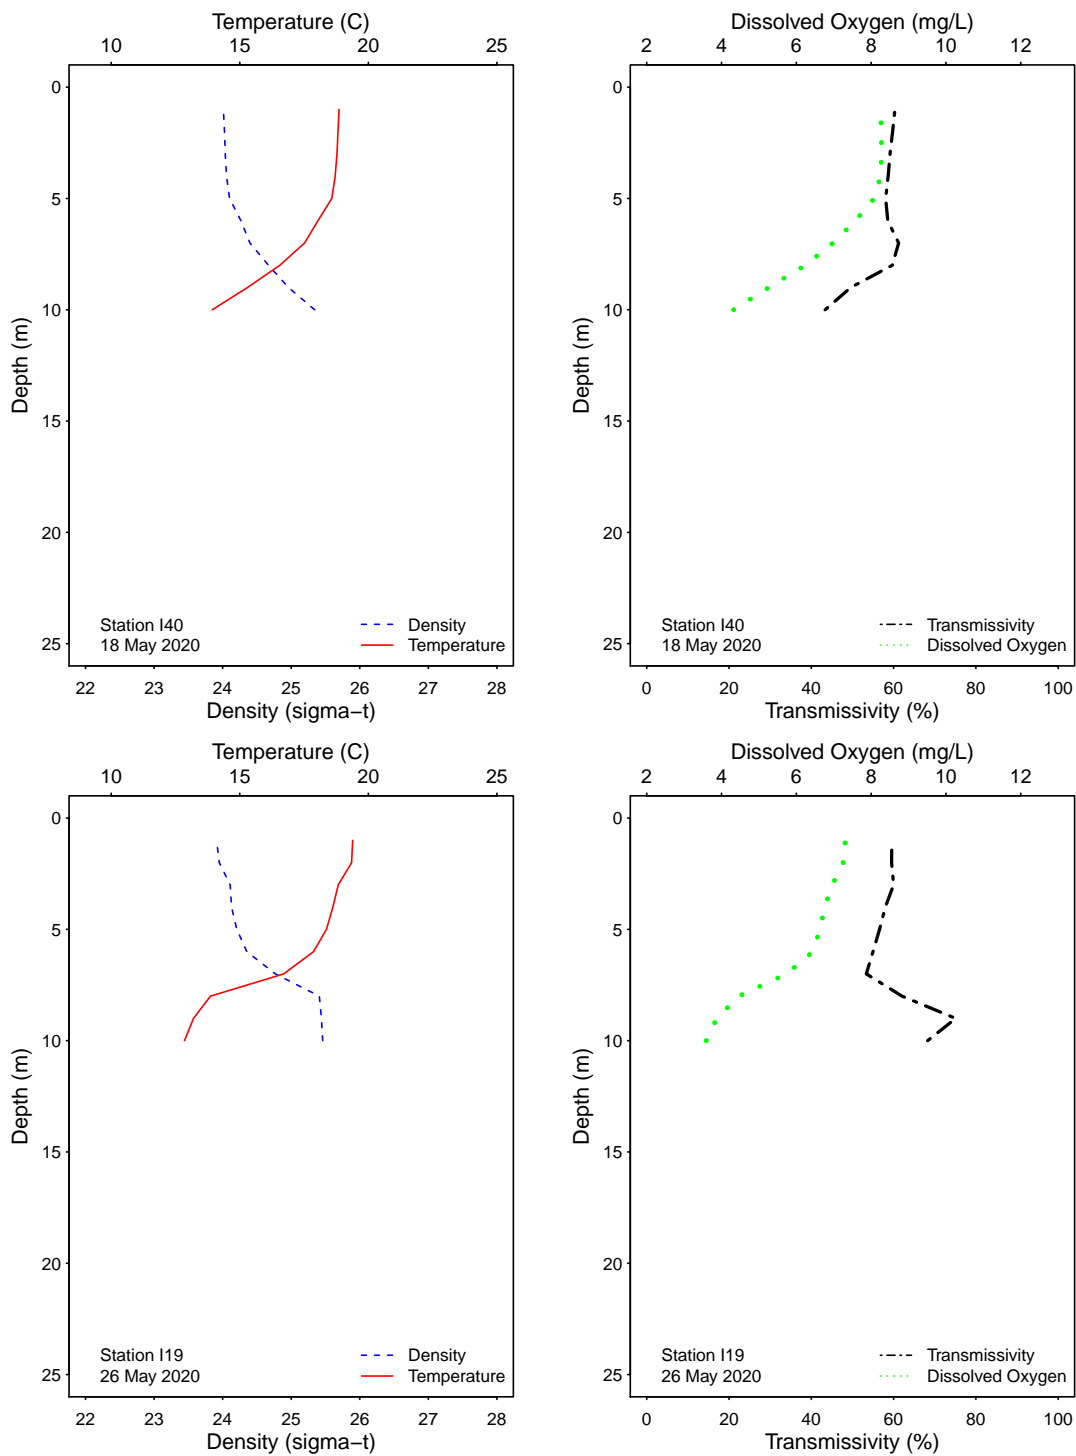 Temperature (C)
10 15 20 25
Depth (m)
0
5
10
15
20
25
Station I40
18 May 2020
Density
Temperature
22 23 24 25 26 27 28
Density (sigma−t)
Dissolved Oxygen (mg/L)
2 4 6 8 10 12
Depth (m)
0
5
10
15
20
25
Station I40
18 May 2020
Transmissivity
Dissolved Oxygen
0 20 40 60 80 100
Transmissivity (%)
Temperature (C)
10 15 20 25
Depth (m)
0
5
10
15
20
25
Station I19
26 May 2020
Density
Temperature
22 23 24 25 26 27 28
Density (sigma−t)
Dissolved Oxygen (mg/L)
2 4 6 8 10 12
Depth (m)
0
5
10
15
20
25
Station I19
26 May 2020
Transmissivity
Dissolved Oxygen
0 20 40 60 80 100
Transmissivity (%)